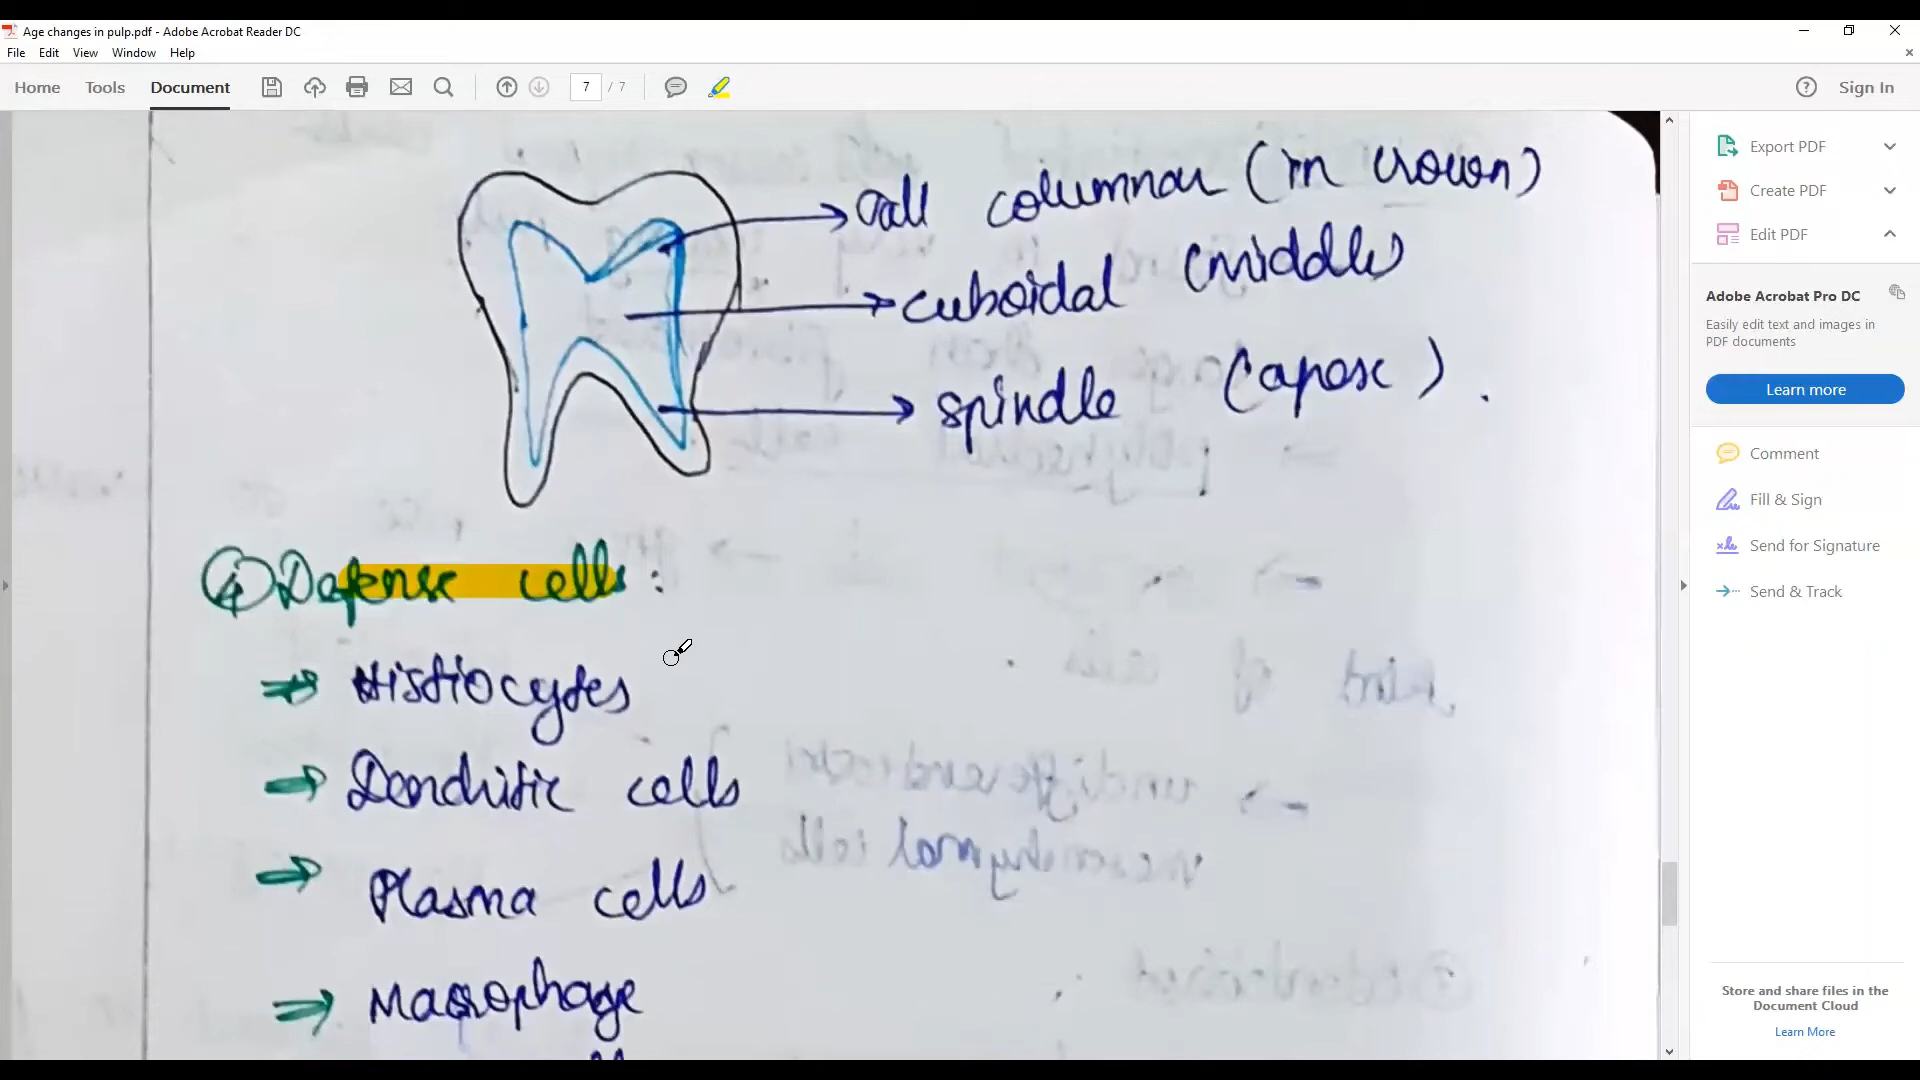 Age changes in pulp.pdf - Adobe Acrobat Reader DC
File Edit View Window Help
Home Tools Document 7 / 7 Sign In
columnar (in crown)
cuboidal (middle)
spindle (apex).
④ Defense cells :
⇒ Histiocytes
⇒ Dendritic cells
⇒ Plasma cells
⇒ Macrophage
Export PDF
Create PDF
Edit PDF
Adobe Acrobat Pro DC
Easily edit text and images in
PDF documents
Learn more
Comment
Fill & Sign
Send for Signature
Send & Track
Store and share files in the
Document Cloud
Learn More